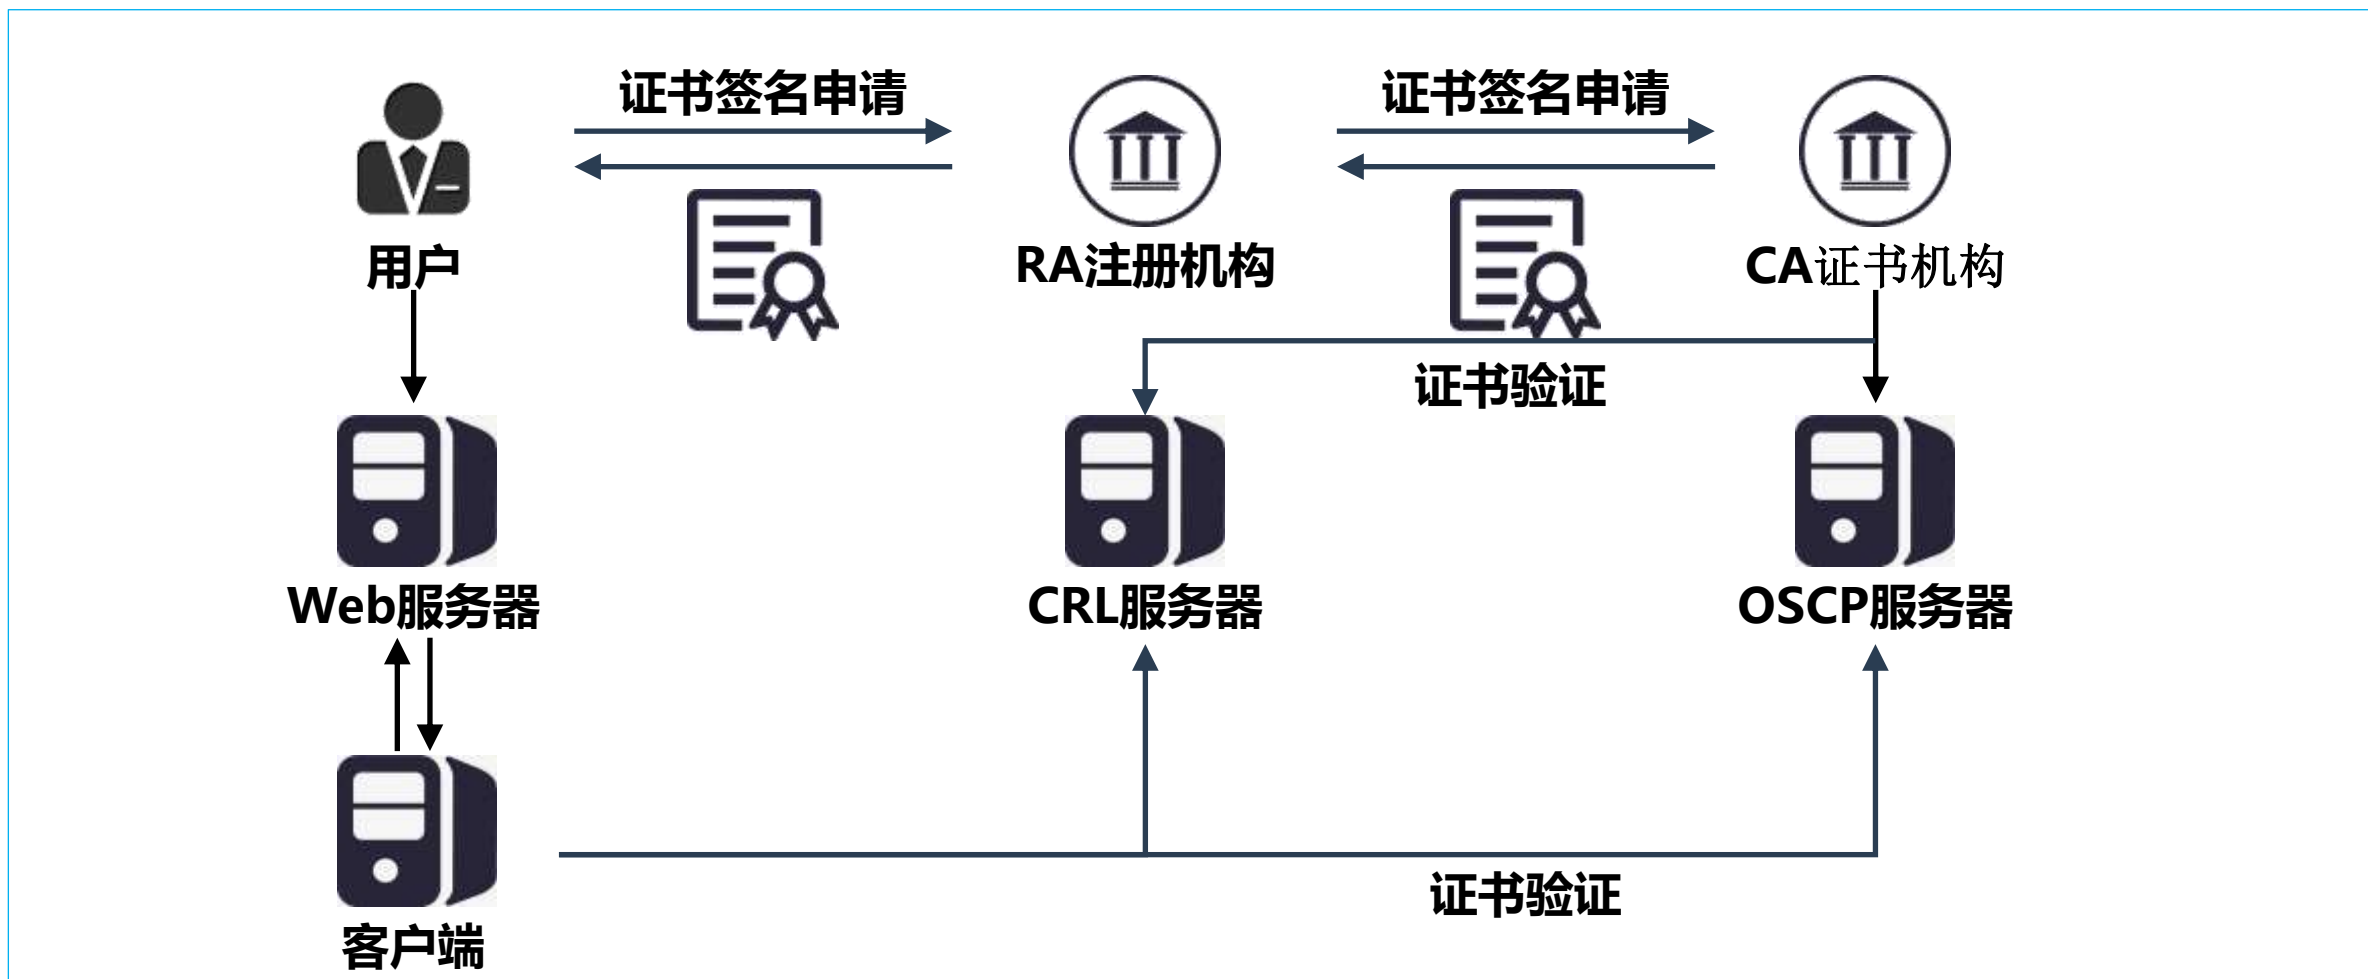 证书签名申请
证书签名申请
用户
RA注册机构
CA证书机构
证书验证
Web服务器
CRL服务器
OSCP服务器
证书验证
客户端